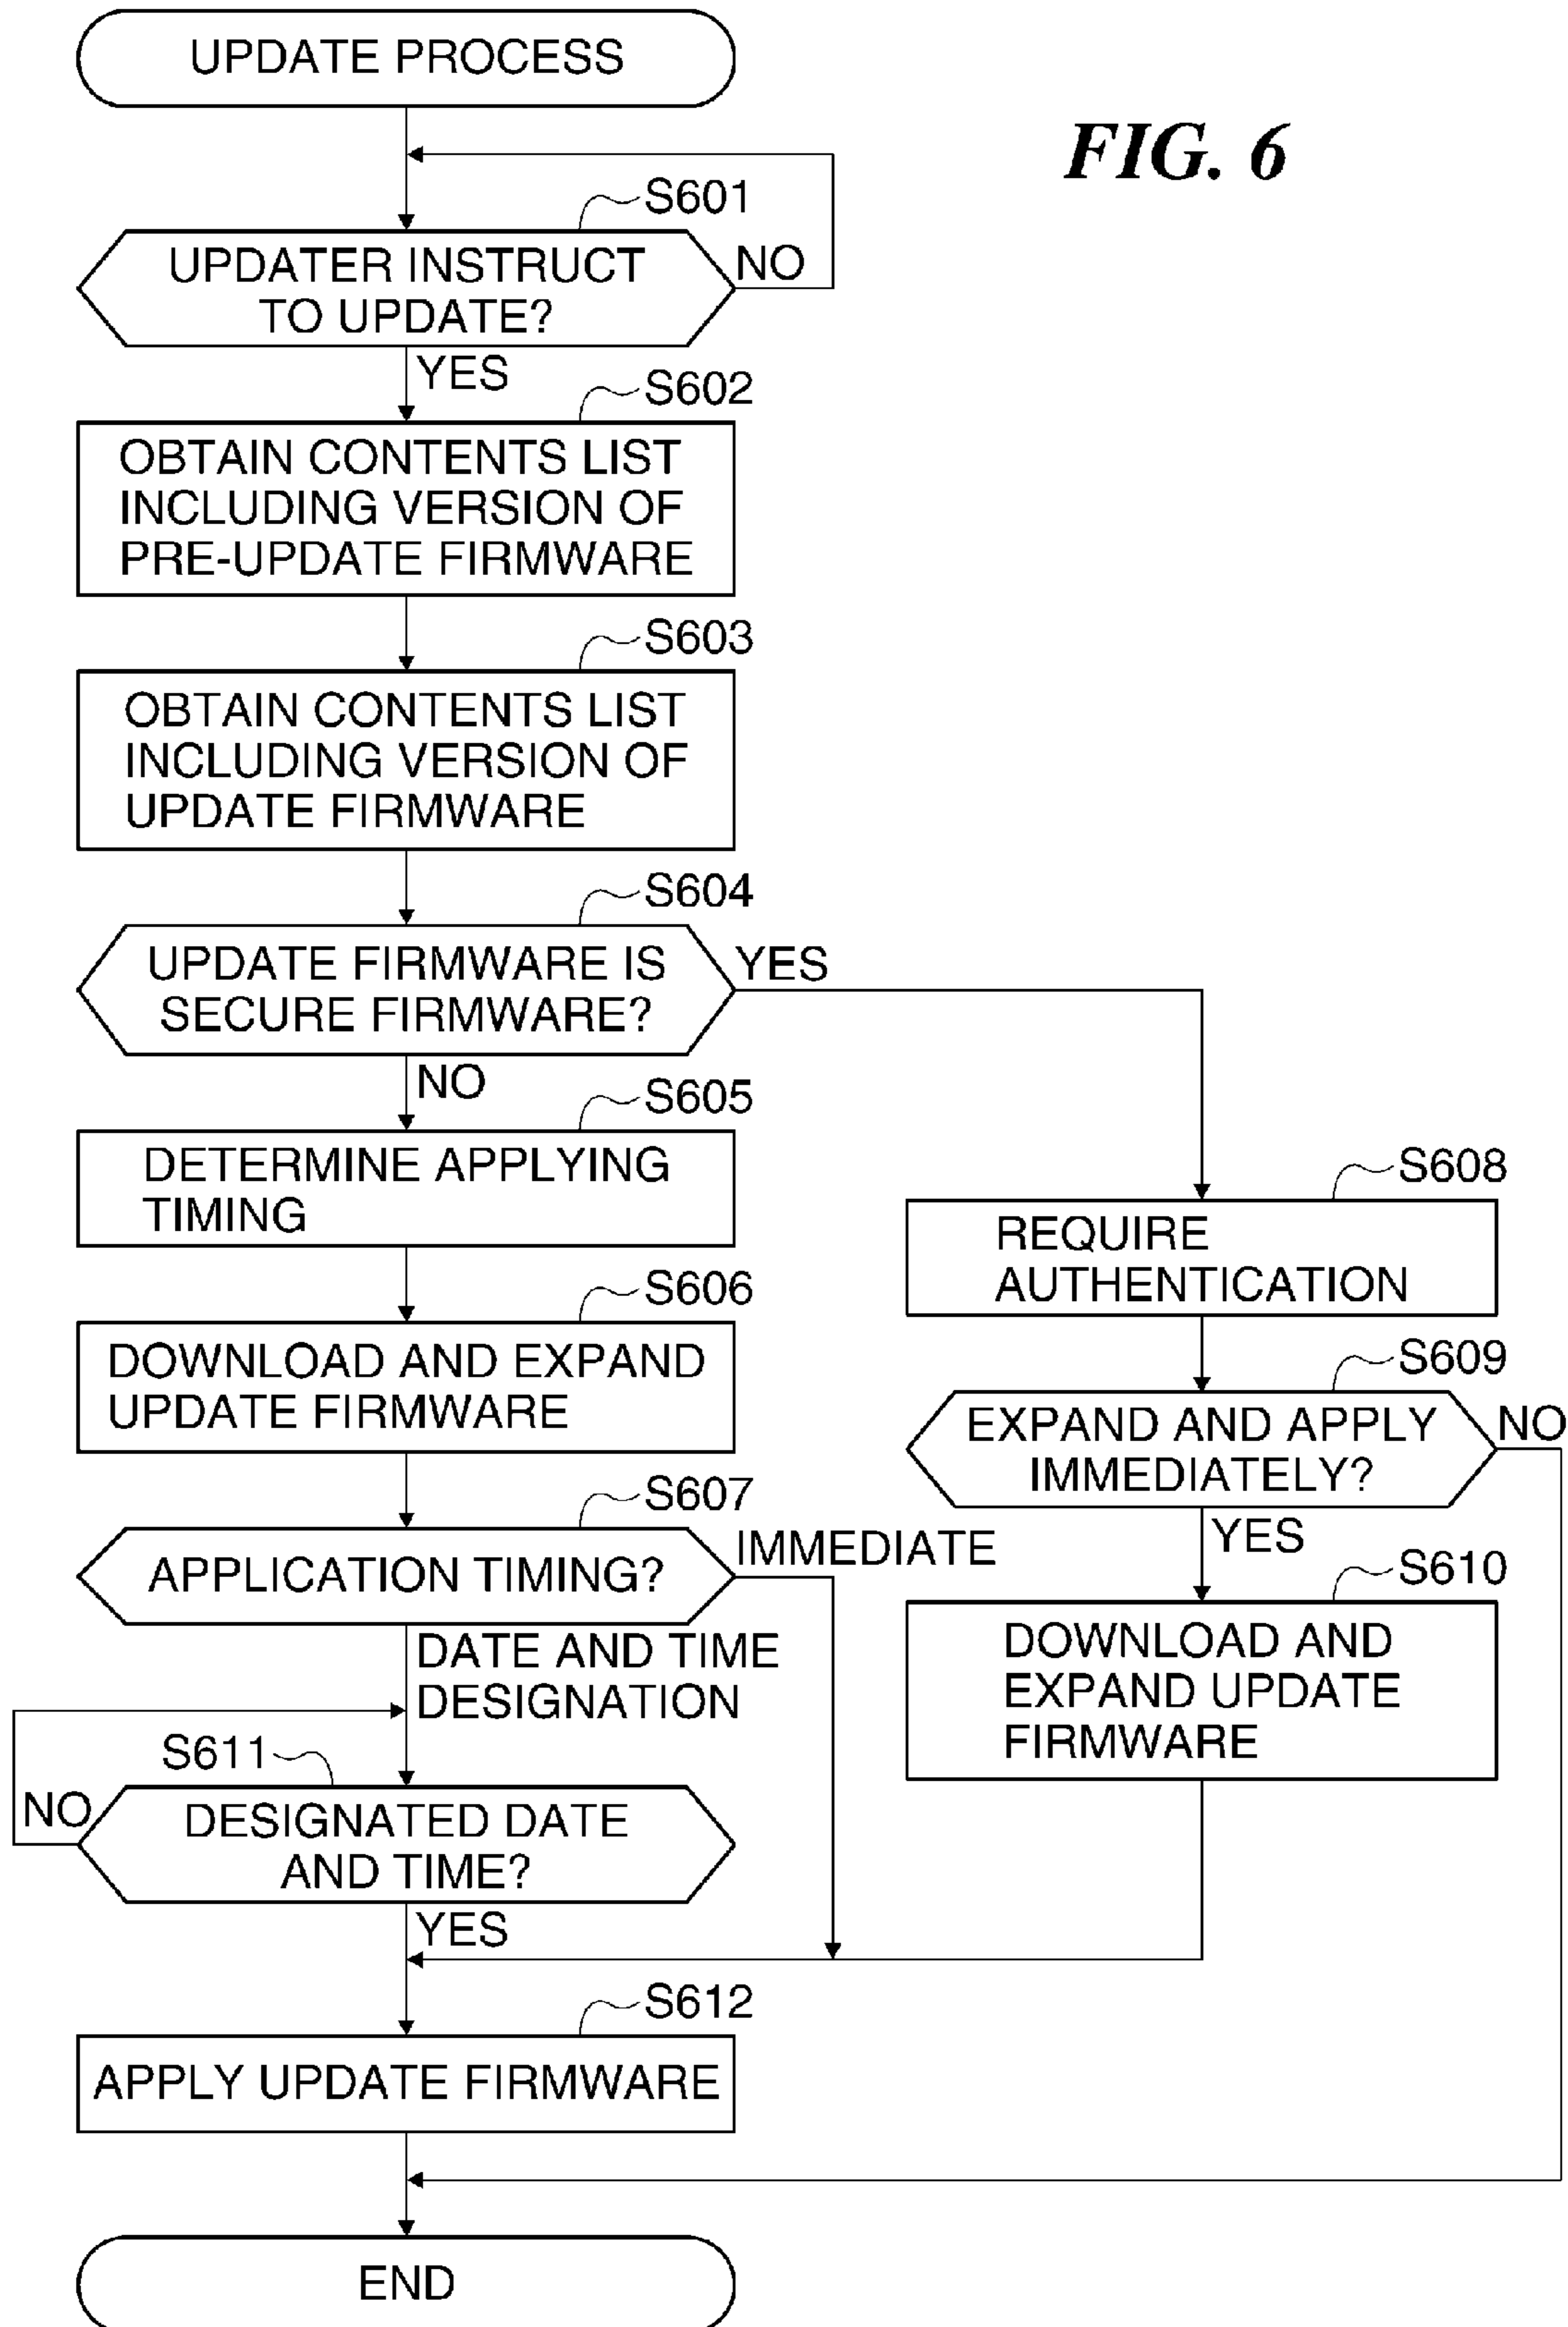 UPDATE PROCESS
FIG. 6
S601
UPDATER INSTRUCT
TO UPDATE?
NO
YES
S602
OBTAIN CONTENTS LIST
INCLUDING VERSION OF
PRE-UPDATE FIRMWARE
S603
OBTAIN CONTENTS LIST
INCLUDING VERSION OF
UPDATE FIRMWARE
S604
UPDATE FIRMWARE IS
SECURE FIRMWARE?
YES
NO
S605
DETERMINE APPLYING
TIMING
S606
DOWNLOAD AND EXPAND
UPDATE FIRMWARE
S607
APPLICATION TIMING?
IMMEDIATE
DATE AND TIME
DESIGNATION
S608
REQUIRE
AUTHENTICATION
S609
EXPAND AND APPLY
IMMEDIATELY?
NO
YES
S610
DOWNLOAD AND
EXPAND UPDATE
FIRMWARE
S611
NO
DESIGNATED DATE
AND TIME?
YES
S612
APPLY UPDATE FIRMWARE
END